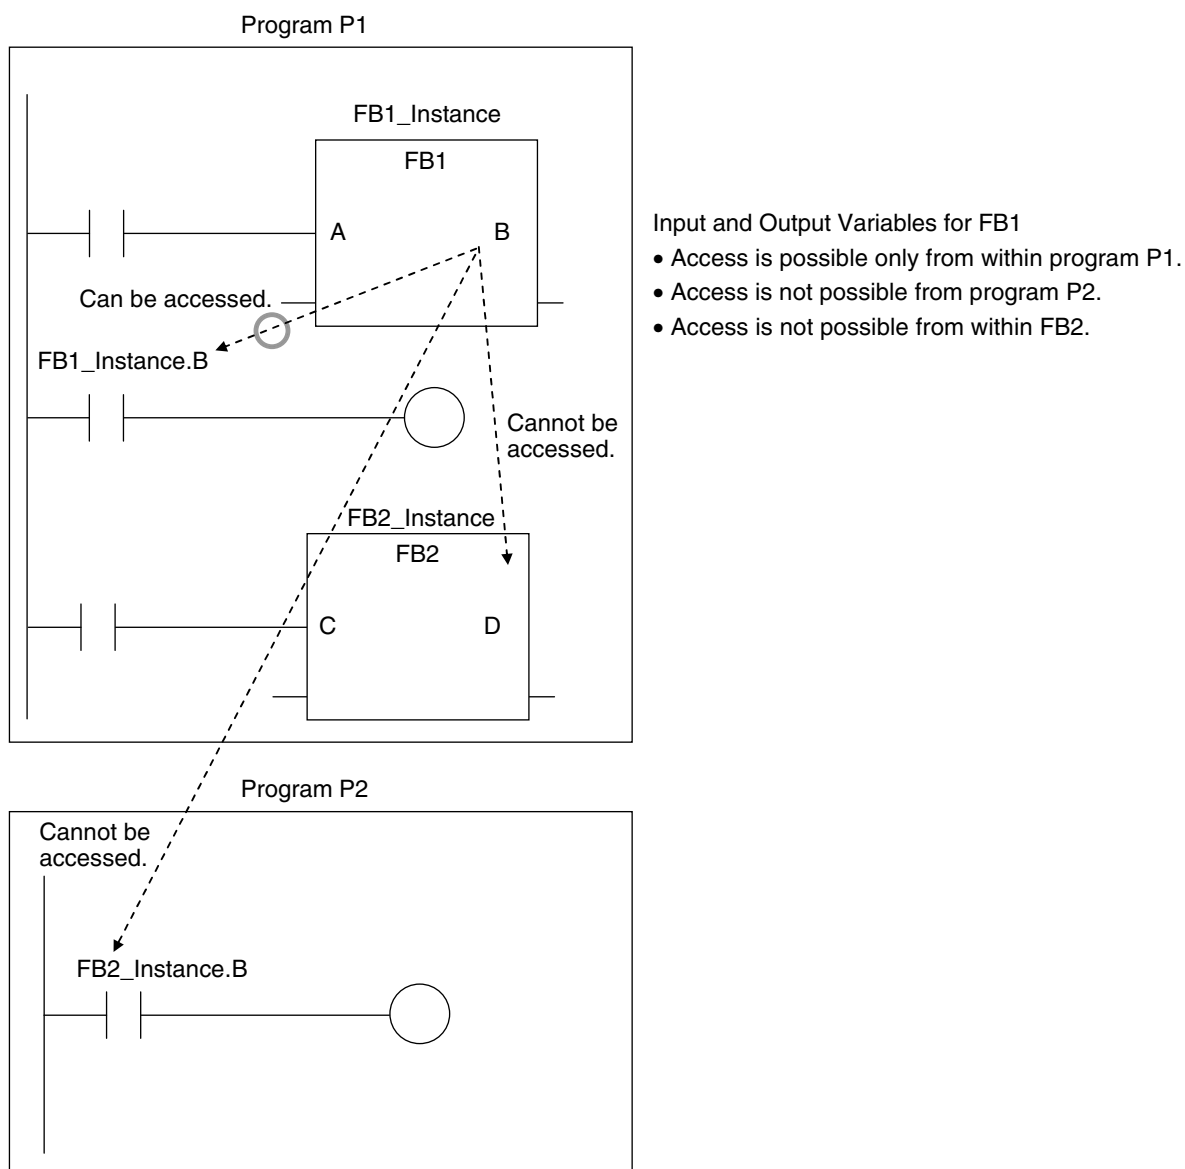 Program P1
FB1_Instance
FB1
A
B
Input and Output Variables for FB1
• Access is possible only from within program P1.
• Access is not possible from program P2.
• Access is not possible from within FB2.
Can be accessed.
FB1_Instance.B
Cannot be
accessed.
FB2_Instance
FB2
C
D
Program P2
Cannot be
accessed.
FB2_Instance.B